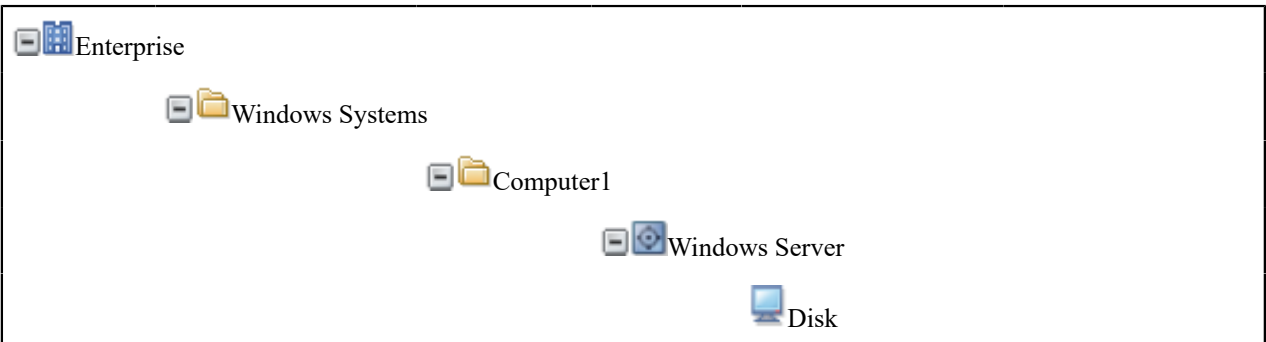 Enterprise
Windows Systems
Computer1
Windows Server
Disk